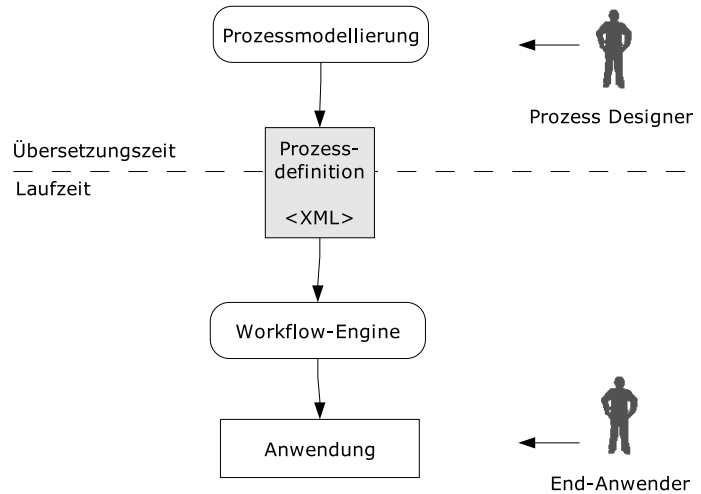 Prozessmodellierung
Prozess Designer
Übersetzungszeit
Prozess-
definition
<XML>
Laufzeit
Workflow-Engine
Anwendung
End-Anwender